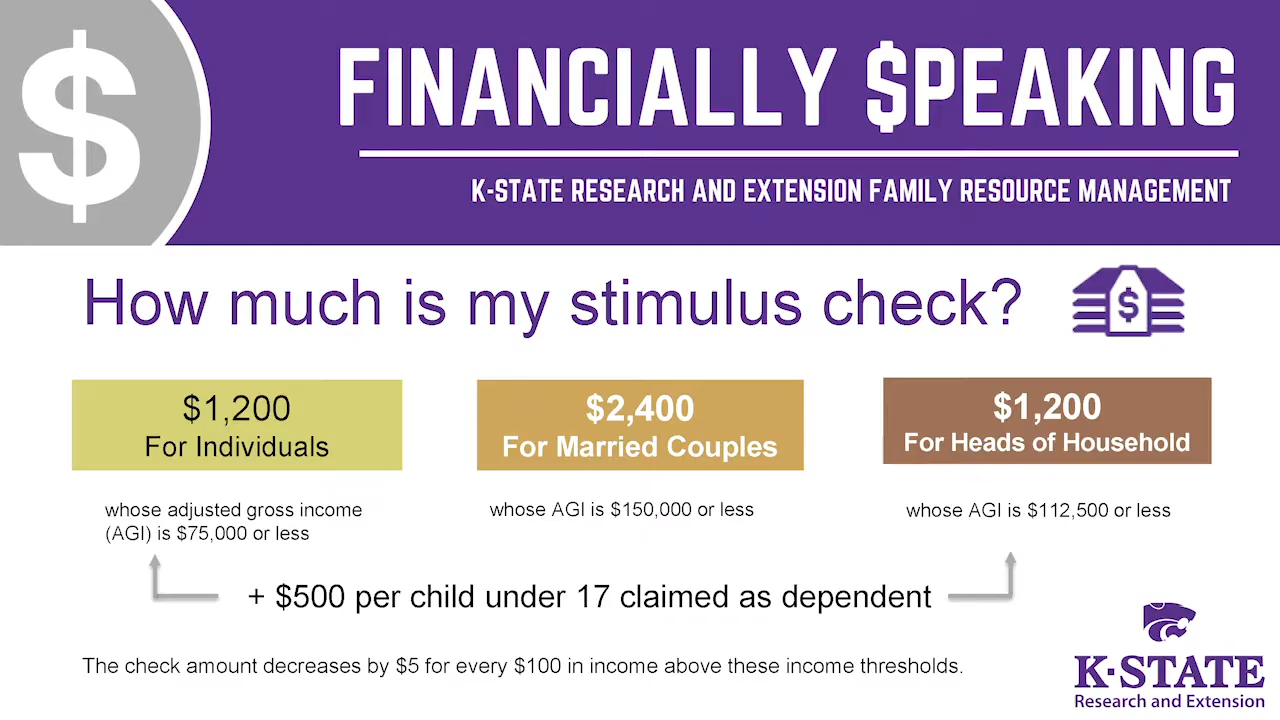 $
FINANCIALLY $PEAKING
K-STATE RESEARCH AND EXTENSION FAMILY RESOURCE MANAGEMENT
How much is my stimulus check?
$
$1,200
For Individuals
$2,400
For Married Couples
$1,200
For Heads of Household
whose adjusted gross income
(AGI) is $75,000 or less
whose AGI is $150,000 or less
whose AGI is $112,500 or less
+ $500 per child under 17 claimed as dependent
The check amount decreases by $5 for every $100 in income above these income thresholds.
K-STATE
Research and Extension